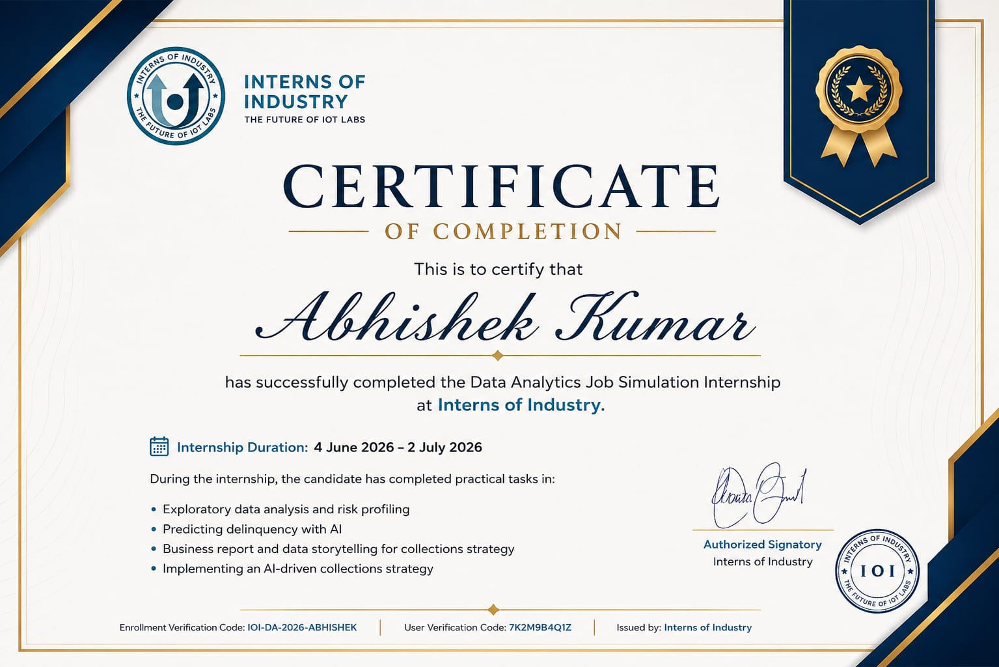 INTERNS OF INDUSTRY
THE FUTURE OF IOT LABS
INTERNS OF
INDUSTRY
THE FUTURE OF IOT LABS
CERTIFICATE
OF COMPLETION
This is to certify that
Abhishek Kumar
has successfully completed the Data Analytics Job Simulation Internship
at Interns of Industry.
Internship Duration: 4 June 2026 – 2 July 2026
During the internship, the candidate has completed practical tasks in:
• Exploratory data analysis and risk profiling
• Predicting delinquency with AI
• Business report and data storytelling for collections strategy
• Implementing an AI-driven collections strategy
Authorized Signatory
Interns of Industry
INTERNS OF INDUSTRY
IOI
THE FUTURE OF IOT LABS
Enrollment Verification Code: IOI-DA-2026-ABHISHEK
User Verification Code: 7K2M9B4Q1Z
Issued by: Interns of Industry